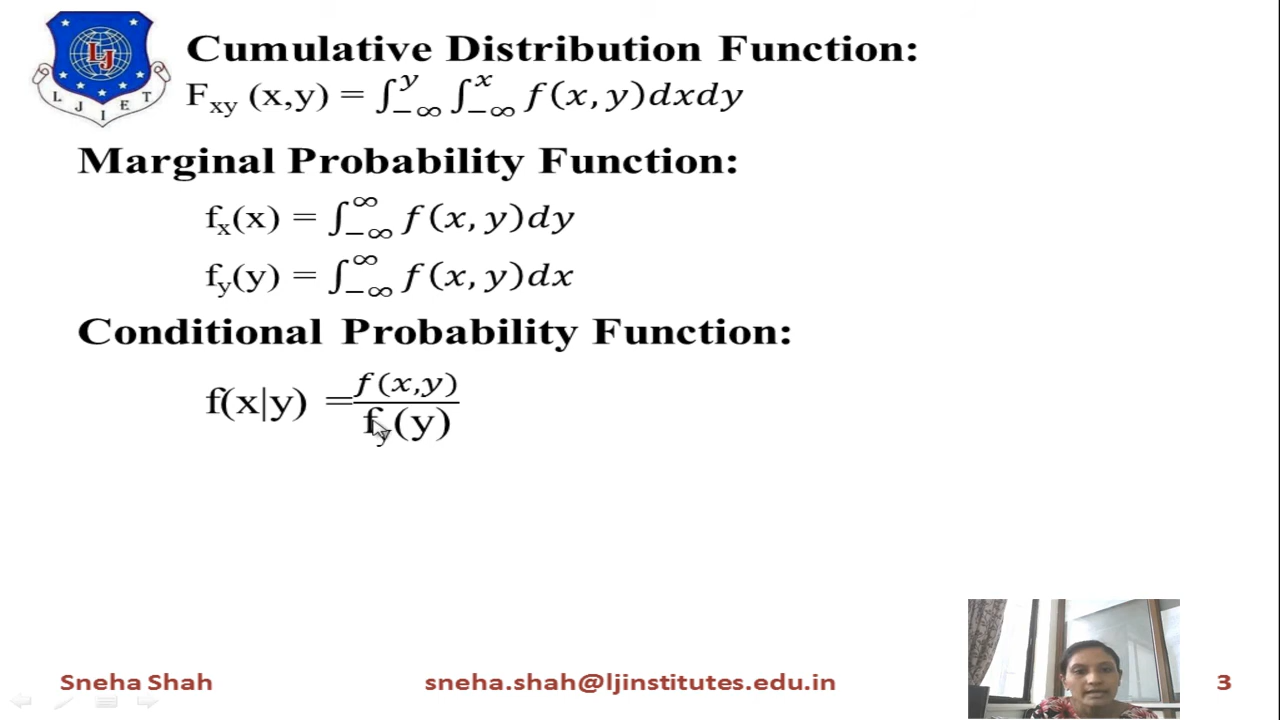 LJ
L J I E T
Cumulative Distribution Function:
Fxy (x,y) = ∫_{−∞}^{y} ∫_{−∞}^{x} f(x, y)dxdy
Marginal Probability Function:
fx(x) = ∫_{−∞}^{∞} f(x, y)dy
fy(y) = ∫_{−∞}^{∞} f(x, y)dx
Conditional Probability Function:
f(x|y) = f(x,y) / fy(y)
Sneha Shah sneha.shah@ljinstitutes.edu.in 3